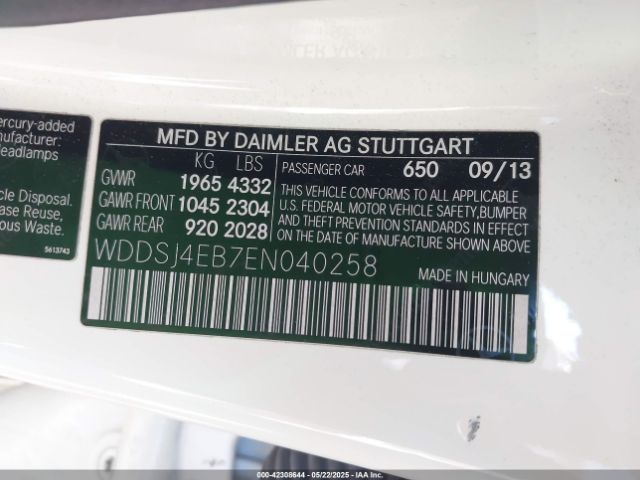 ercury-added
anufacturer:
eadlamps
cle Disposal.
ase Reuse,
ous Waste.
5613743
MFD BY DAIMLER AG STUTTGART
KG LBS
GVWR 1965 4332
GAWR FRONT 1045 2304
GAWR REAR 920 2028
PASSENGER CAR 650 09/13
THIS VEHICLE CONFORMS TO ALL APPLICABLE
U.S. FEDERAL MOTOR VEHICLE SAFETY, BUMPER
AND THEFT PREVENTION STANDARDS IN EFFECT
ON THE DATE OF MANUFACTURE SHOWN ABOVE.
WDDSJ4EB7EN040258
MADE IN HUNGARY
000-42308644 - 05/22/2025 - IAA Inc.